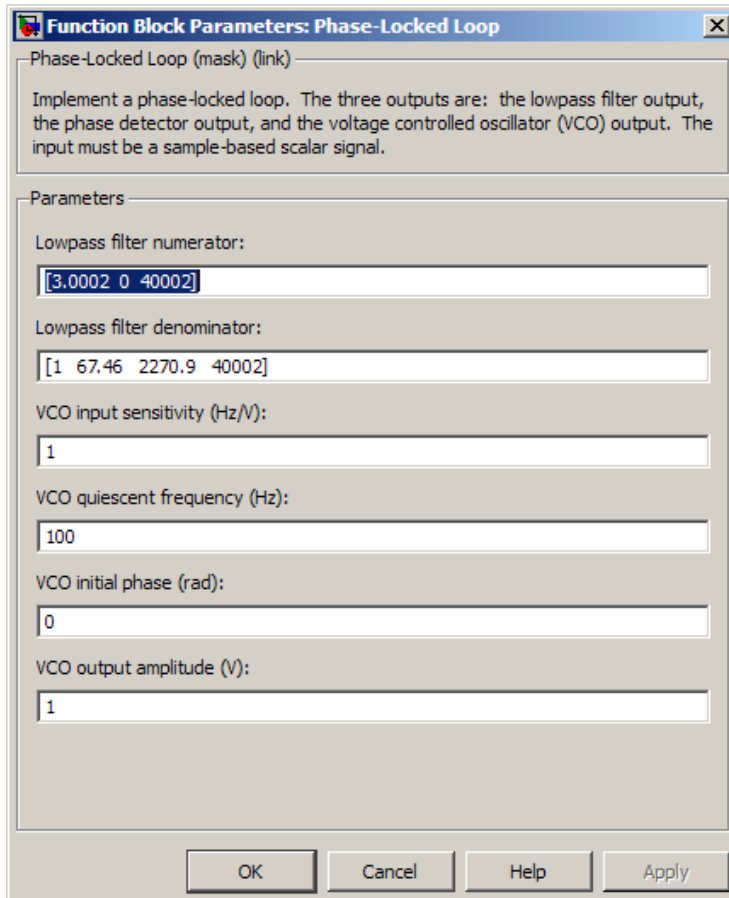 Function Block Parameters: Phase-Locked Loop
Phase-Locked Loop (mask) (link)
Implement a phase-locked loop.  The three outputs are:  the lowpass filter output,
the phase detector output, and the voltage controlled oscillator (VCO) output.  The
input must be a sample-based scalar signal.
Parameters
Lowpass filter numerator:
[3.0002  0  40002]
Lowpass filter denominator:
[1   67.46   2270.9   40002]
VCO input sensitivity (Hz/V):
1
VCO quiescent frequency (Hz):
100
VCO initial phase (rad):
0
VCO output amplitude (V):
1
OK Cancel Help Apply